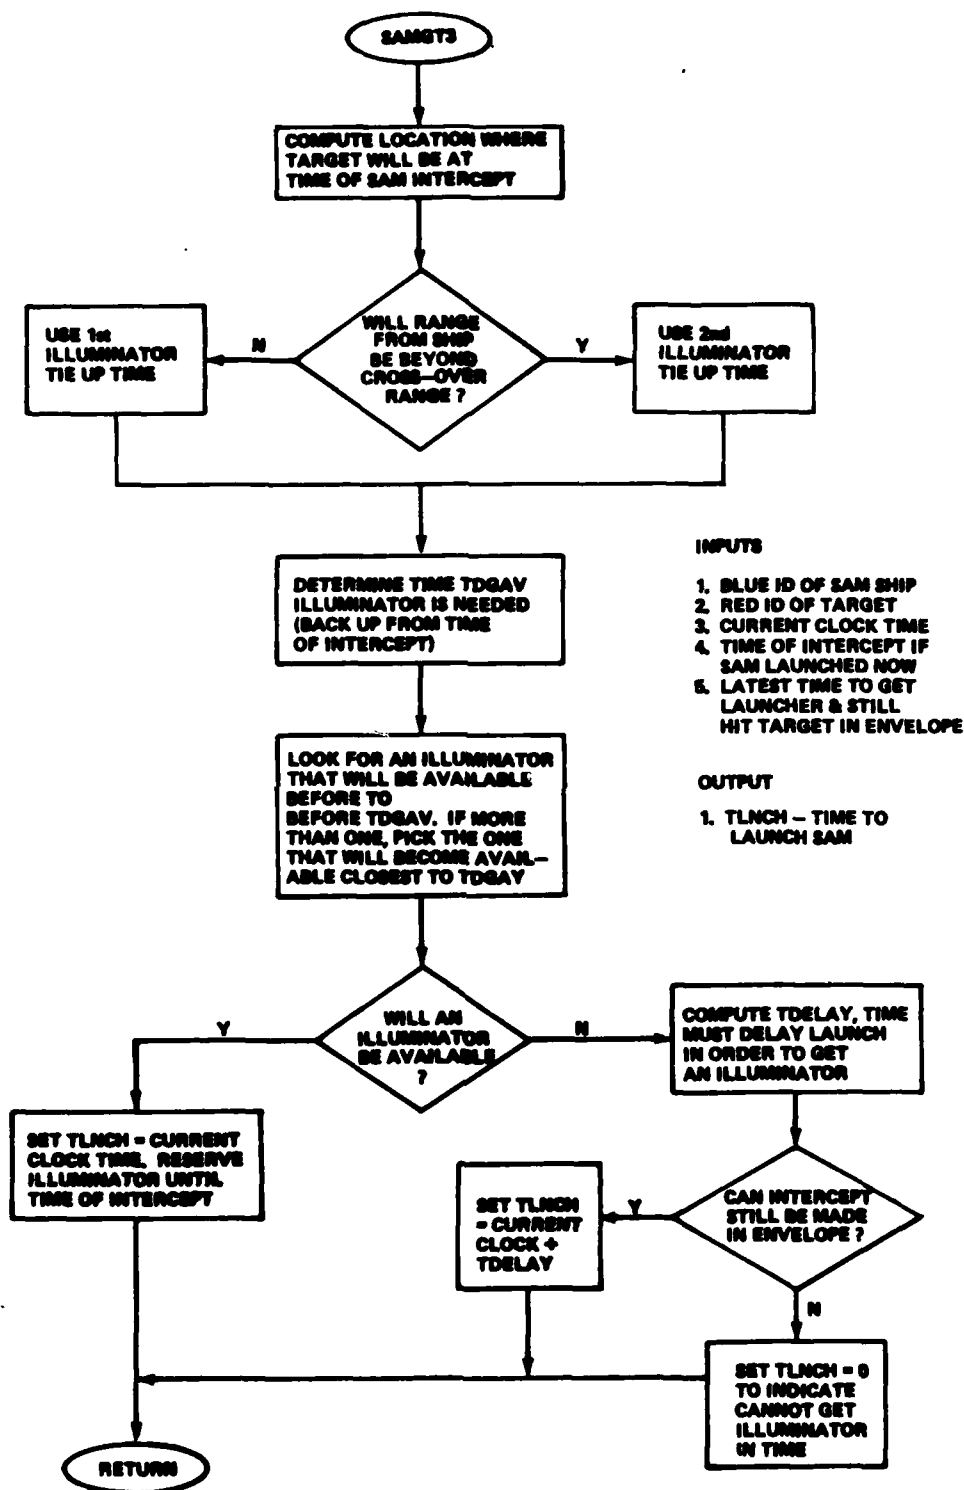 SAMGT3
COMPUTE LOCATION WHERE
TARGET WILL BE AT
TIME OF SAM INTERCEPT
WILL RANGE
FROM SHIP
BE BEYOND
CROSS-OVER
RANGE ?
N
Y
USE 1st
ILLUMINATOR
TIE UP TIME
USE 2nd
ILLUMINATOR
TIE UP TIME
DETERMINE TIME TDGAV
ILLUMINATOR IS NEEDED
(BACK UP FROM TIME
OF INTERCEPT)
INPUTS
1. BLUE ID OF SAM SHIP
2. RED ID OF TARGET
3. CURRENT CLOCK TIME
4. TIME OF INTERCEPT IF
SAM LAUNCHED NOW
5. LATEST TIME TO GET
LAUNCHER & STILL
HIT TARGET IN ENVELOPE
OUTPUT
1. TLNCH – TIME TO
LAUNCH SAM
LOOK FOR AN ILLUMINATOR
THAT WILL BE AVAILABLE
BEFORE TO
BEFORE TDGAV. IF MORE
THAN ONE, PICK THE ONE
THAT WILL BECOME AVAIL-
ABLE CLOSEST TO TDGAV
WILL AN
ILLUMINATOR
BE AVAILABLE
?
Y
N
COMPUTE TDELAY, TIME
MUST DELAY LAUNCH
IN ORDER TO GET
AN ILLUMINATOR
SET TLNCH = CURRENT
CLOCK TIME, RESERVE
ILLUMINATOR UNTIL
TIME OF INTERCEPT
CAN INTERCEPT
STILL BE MADE
IN ENVELOPE ?
Y
N
SET TLNCH
= CURRENT
CLOCK +
TDELAY
SET TLNCH = 0
TO INDICATE
CANNOT GET
ILLUMINATOR
IN TIME
RETURN